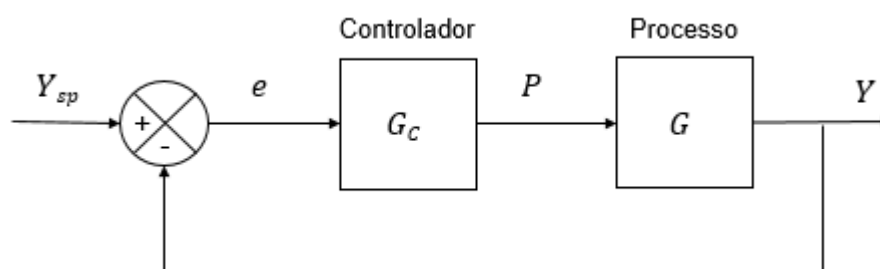 Controlador
Processo
Y_sp
e
P
Y
+
-
G_C
G